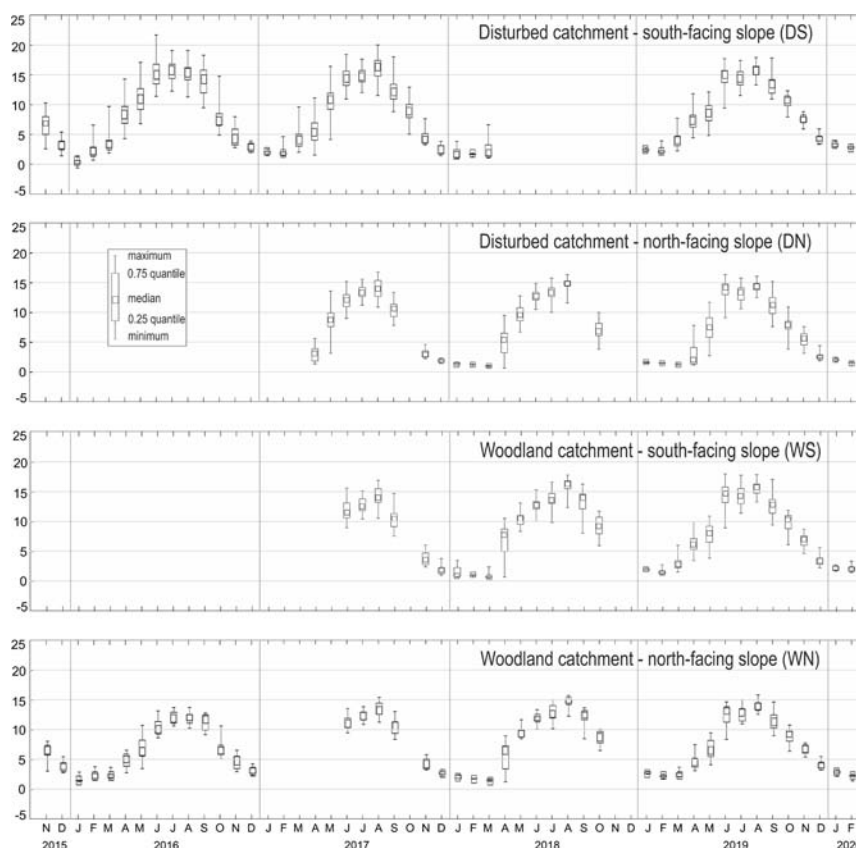 25
Disturbed catchment - south-facing slope (DS)
20
15
10
5
0
-5
25
Disturbed catchment - north-facing slope (DN)
20
maximum
0.75 quantile
15
median
10
0.25 quantile
5
minimum
0
-5
25
Woodland catchment - south-facing slope (WS)
20
15
10
5
0
-5
25
Woodland catchment - north-facing slope (WN)
20
15
10
5
0
-5
N D J F M A M J J A S O N D J F M A M J J A S O N D J F M A M J J A S O N D J F M A M J J A S O N D J F
2015 2016 2017 2018 2019